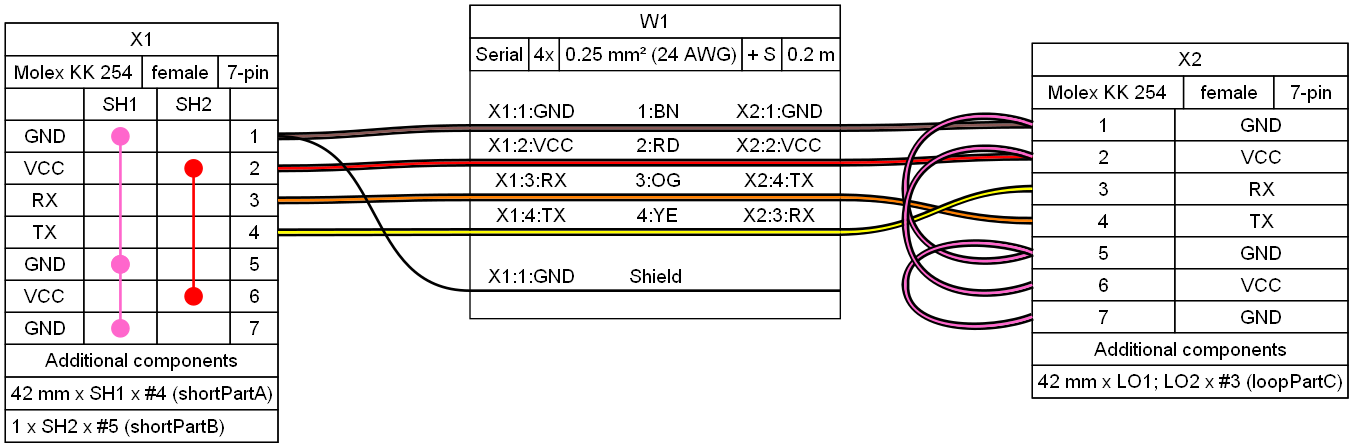 X1
Molex KK 254 female 7-pin
SH1 SH2
GND 1
VCC 2
RX 3
TX 4
GND 5
VCC 6
GND 7
Additional components
42 mm x SH1 x #4 (shortPartA)
1 x SH2 x #5 (shortPartB)
W1
Serial 4x 0.25 mm² (24 AWG) + S 0.2 m
X1:1:GND 1:BN X2:1:GND
X1:2:VCC 2:RD X2:2:VCC
X1:3:RX 3:OG X2:4:TX
X1:4:TX 4:YE X2:3:RX
X1:1:GND Shield
X2
Molex KK 254 female 7-pin
1 GND
2 VCC
3 RX
4 TX
5 GND
6 VCC
7 GND
Additional components
42 mm x LO1; LO2 x #3 (loopPartC)